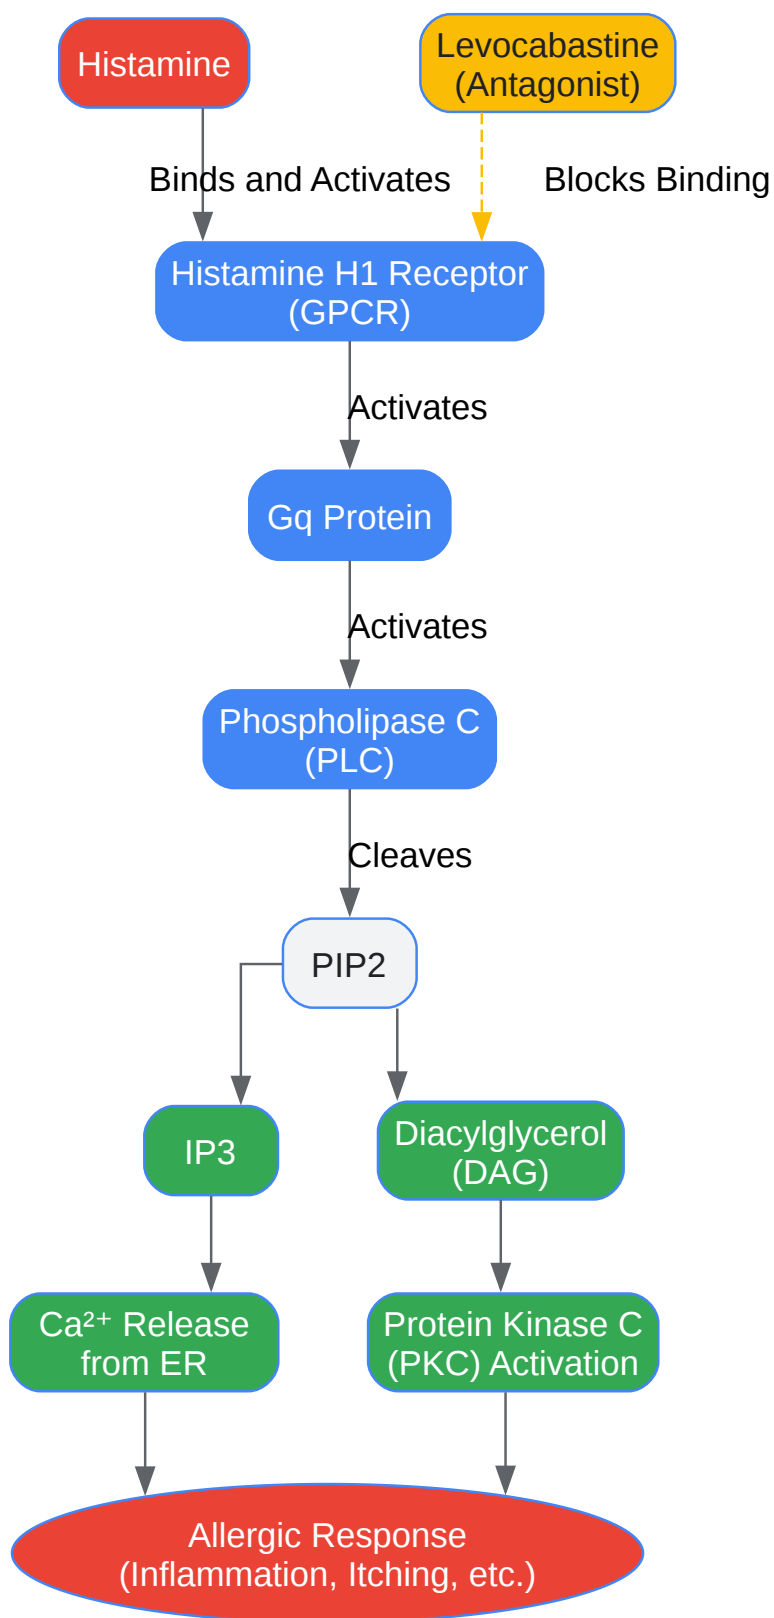 Histamine
Levocabastine
(Antagonist)
Binds and Activates
Blocks Binding
Histamine H1 Receptor
(GPCR)
Activates
Gq Protein
Activates
Phospholipase C
(PLC)
Cleaves
PIP2
IP3
Diacylglycerol
(DAG)
Ca²⁺ Release
from ER
Protein Kinase C
(PKC) Activation
Allergic Response
(Inflammation, Itching, etc.)